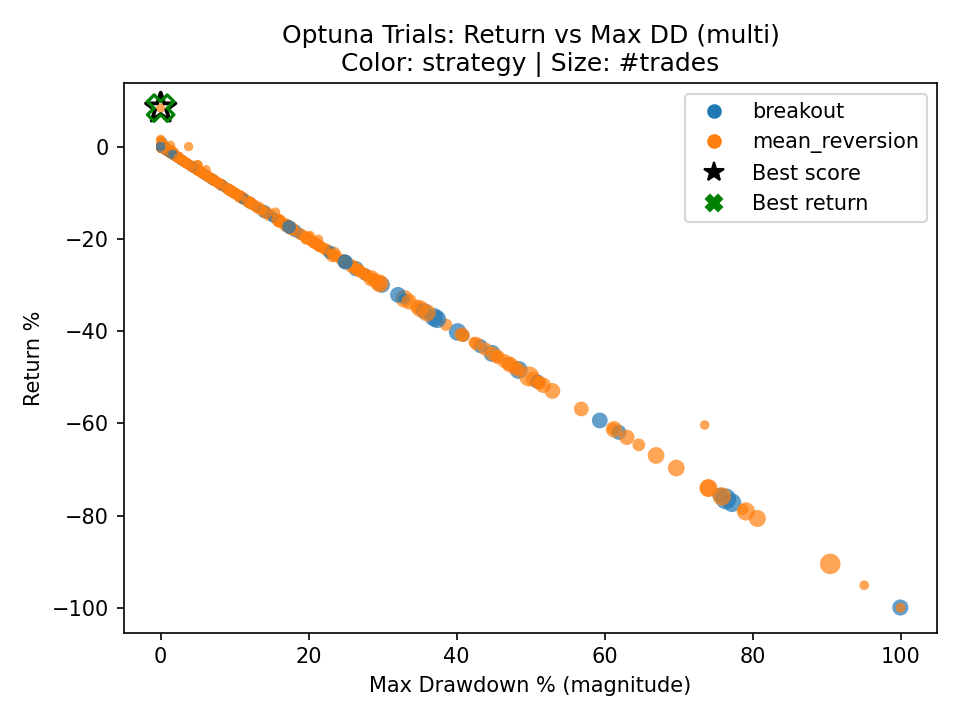 Optuna Trials: Return vs Max DD (multi)
Color: strategy | Size: #trades
breakout
mean_reversion
Best score
Best return
Return %
0
−20
−40
−60
−80
−100
0 20 40 60 80 100
Max Drawdown % (magnitude)